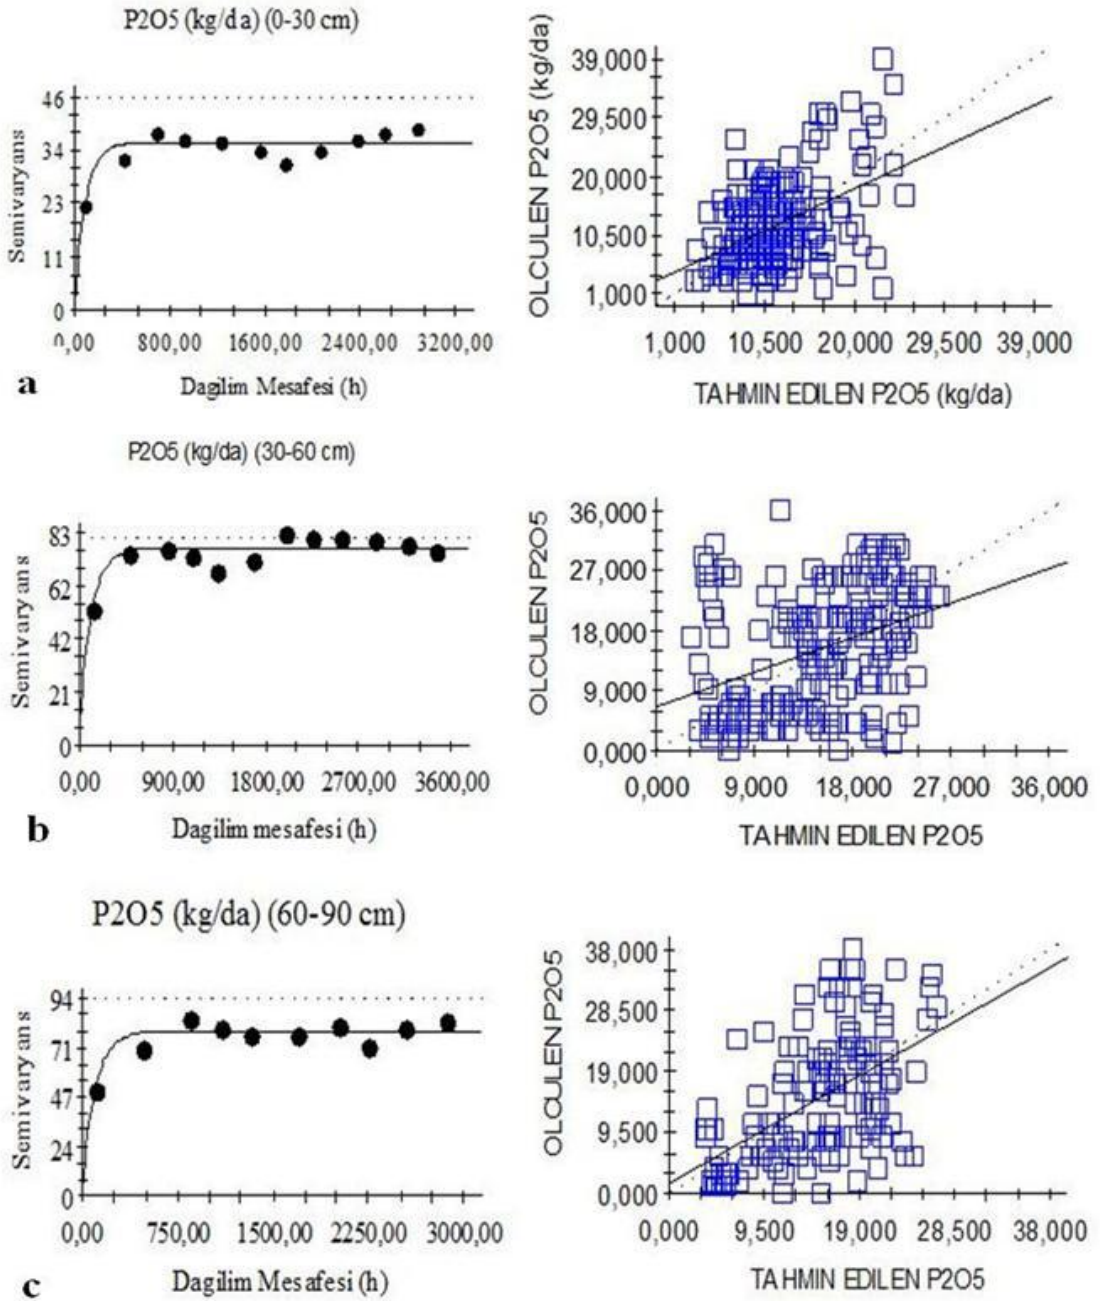 P2O5 (kg/da) (0-30 cm)
Semivaryans
46
34
23
11
0
0,00 800,00 1600,00 2400,00 3200,00
Dagilim Mesafesi (h)
a
OLCULEN P2O5 (kg/da)
39,000
29,500
20,000
10,500
1,000
1,000 10,500 20,000 29,500 39,000
TAHMIN EDILEN P2O5 (kg/da)
P2O5 (kg/da) (30-60 cm)
Semivaryans
83
62
42
21
0
0,00 900,00 1800,00 2700,00 3600,00
Dagilim mesafesi (h)
b
OLCULEN P2O5
36,000
27,000
18,000
9,000
0,000
0,000 9,000 18,000 27,000 36,000
TAHMIN EDILEN P2O5
P2O5 (kg/da) (60-90 cm)
Semivaryans
94
71
47
24
0
0,00 750,00 1500,00 2250,00 3000,00
Dagilim Mesafesi (h)
c
OLCULEN P2O5
38,000
28,500
19,000
9,500
0,000
0,000 9,500 19,000 28,500 38,000
TAHMIN EDILEN P2O5